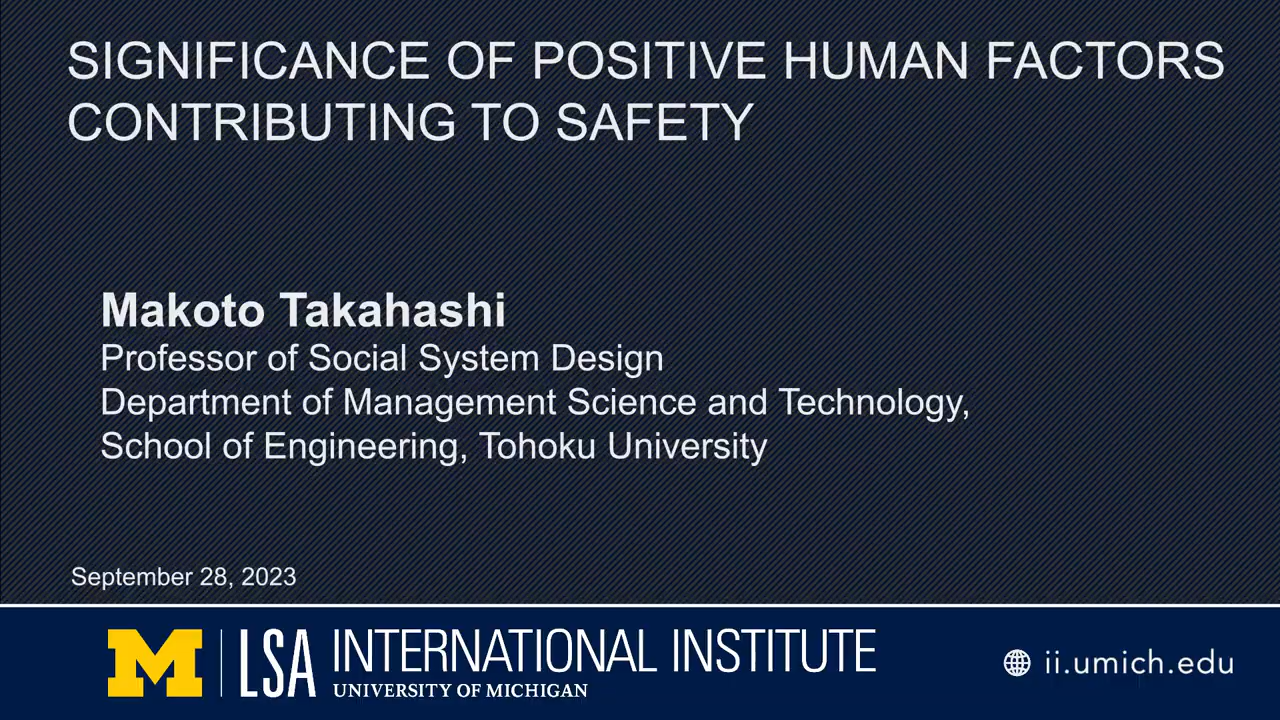 SIGNIFICANCE OF POSITIVE HUMAN FACTORS
CONTRIBUTING TO SAFETY
Makoto Takahashi
Professor of Social System Design
Department of Management Science and Technology,
School of Engineering, Tohoku University
September 28, 2023
M LSA INTERNATIONAL INSTITUTE
UNIVERSITY OF MICHIGAN
ii.umich.edu